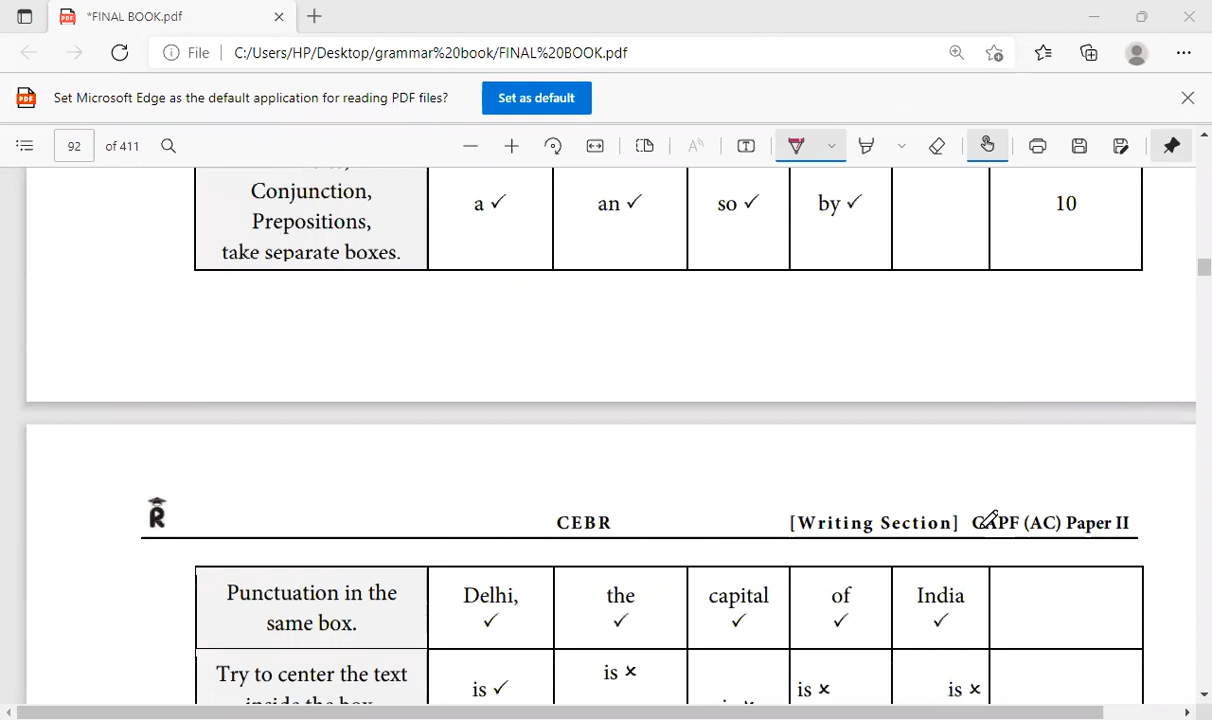 *FINAL BOOK.pdf
File C:/Users/HP/Desktop/grammar%20book/FINAL%20BOOK.pdf
Set Microsoft Edge as the default application for reading PDF files? Set as default
92 of 411
Conjunction,
Prepositions,
take separate boxes.
a ✓ an ✓ so ✓ by ✓ 10
R CEBR [Writing Section] CAPF (AC) Paper II
Punctuation in the
same box.
Delhi, the capital of India
✓ ✓ ✓ ✓ ✓
Try to center the text
inside the box
is ✓ is × is × is ×